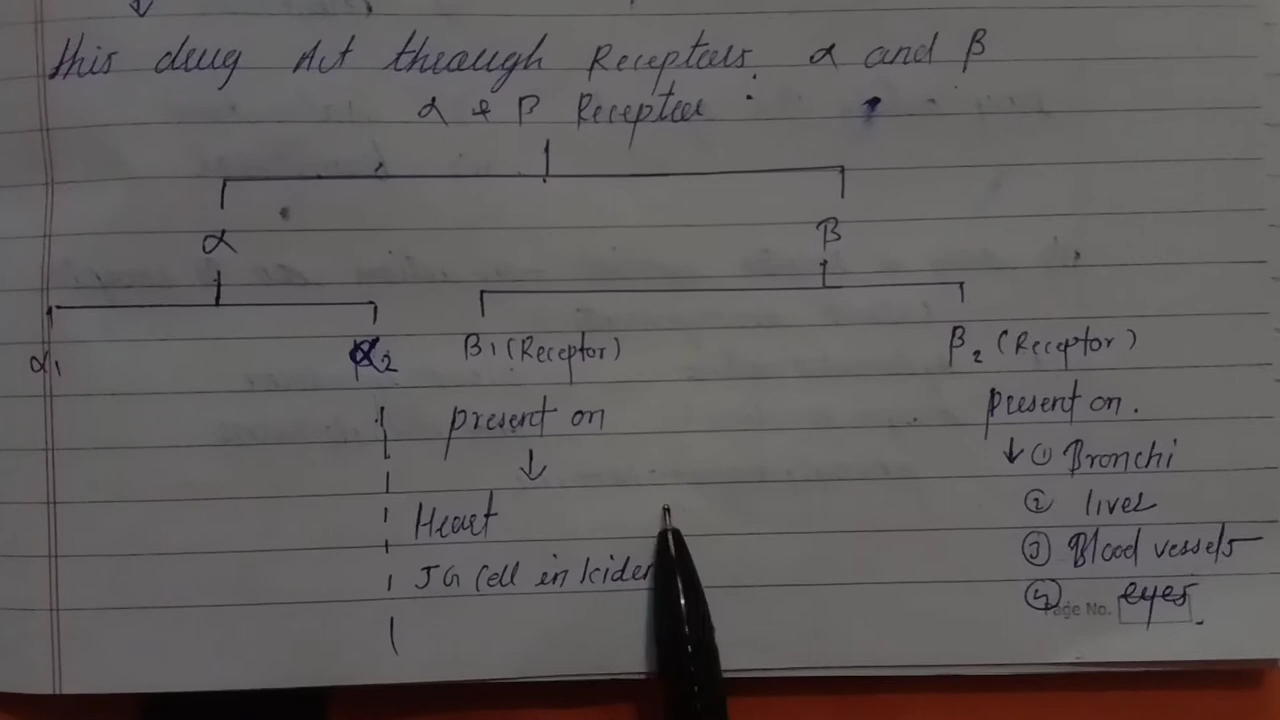 this drug Act through Receptors. α and β
α & β Receptor :
α
β
α1
α2
β1 (Receptor)
β2 (Receptor)
present on
↓
Heart
JG Cell in kider
present on.
↓ ① Bronchi
② liver
③ Blood vessels
④ eyes
Page No.